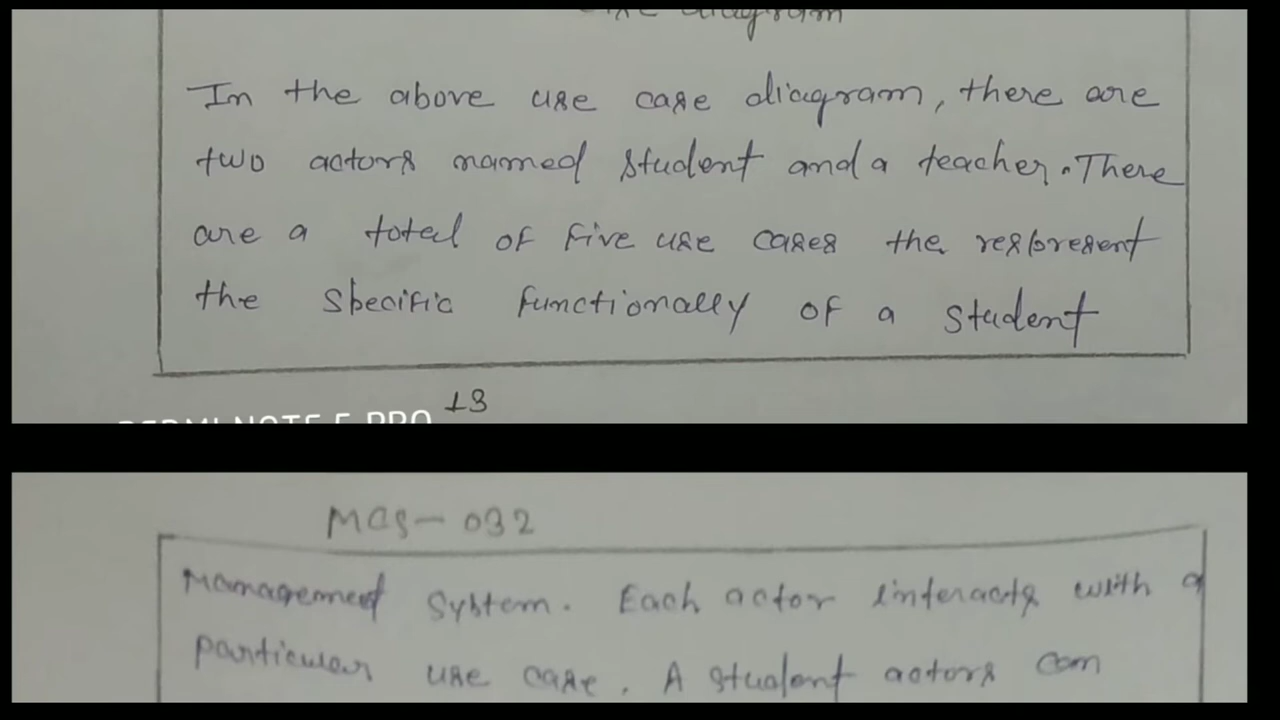 diagram
In the above use case diagram, there are
two actors named student and a teacher. There
are a total of five use cases the respresent
the specific functionally of a student
13
MCS-032
Management system. Each actor interacts with a
particular use case. A student actors can